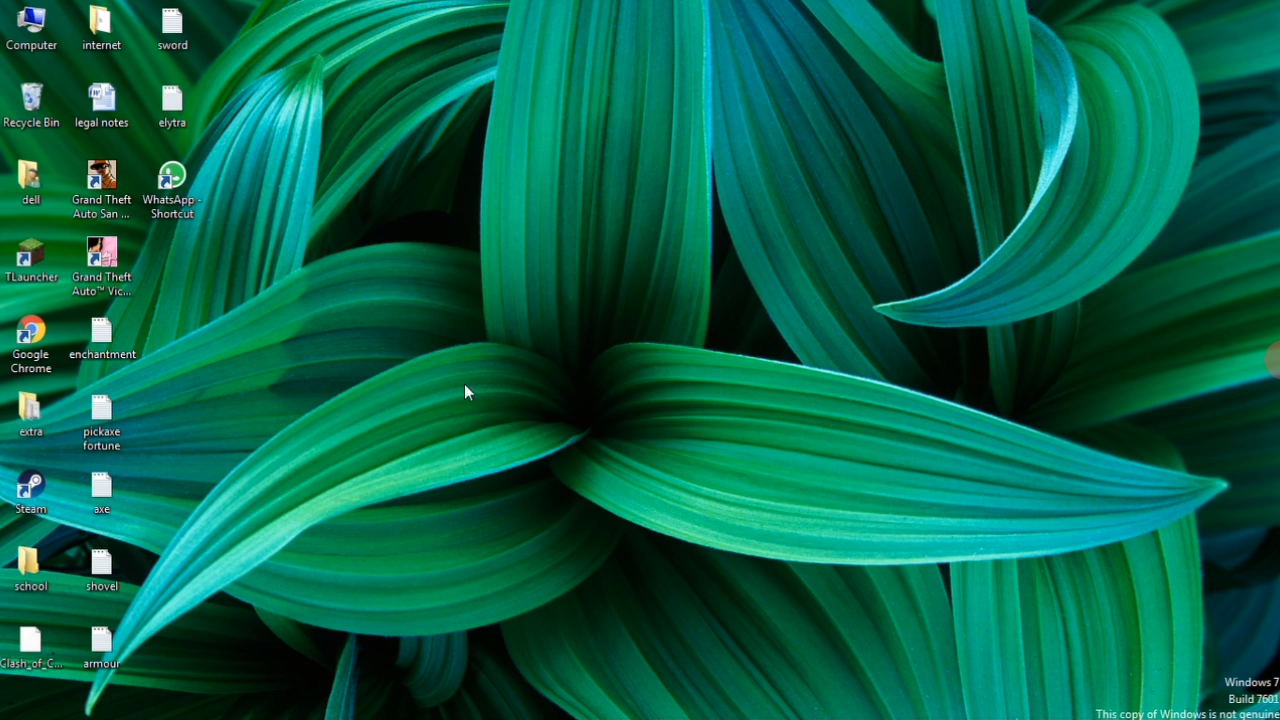 Computer
internet
sword
Recycle Bin
legal notes
elytra
dell
Grand Theft
Auto San ...
WhatsApp -
Shortcut
TLauncher
Grand Theft
Auto™ Vic...
Google
Chrome
enchantment
extra
pickaxe
fortune
Steam
axe
school
shovel
Clash_of_C...
armour
Windows 7
Build 7601
This copy of Windows is not genuine